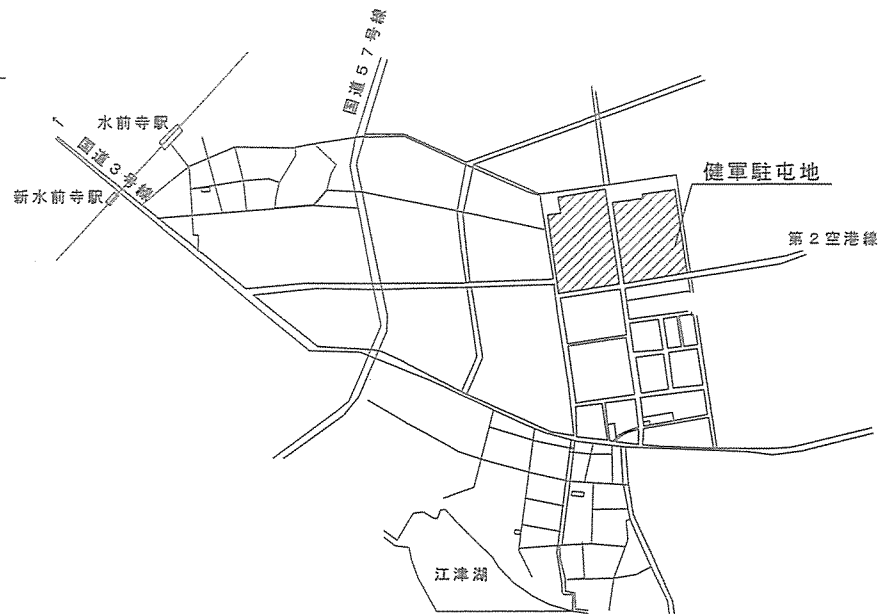 国道57号線
水前寺駅
国道3号線
新水前寺駅
健軍駐屯地
第2空港線
江津湖